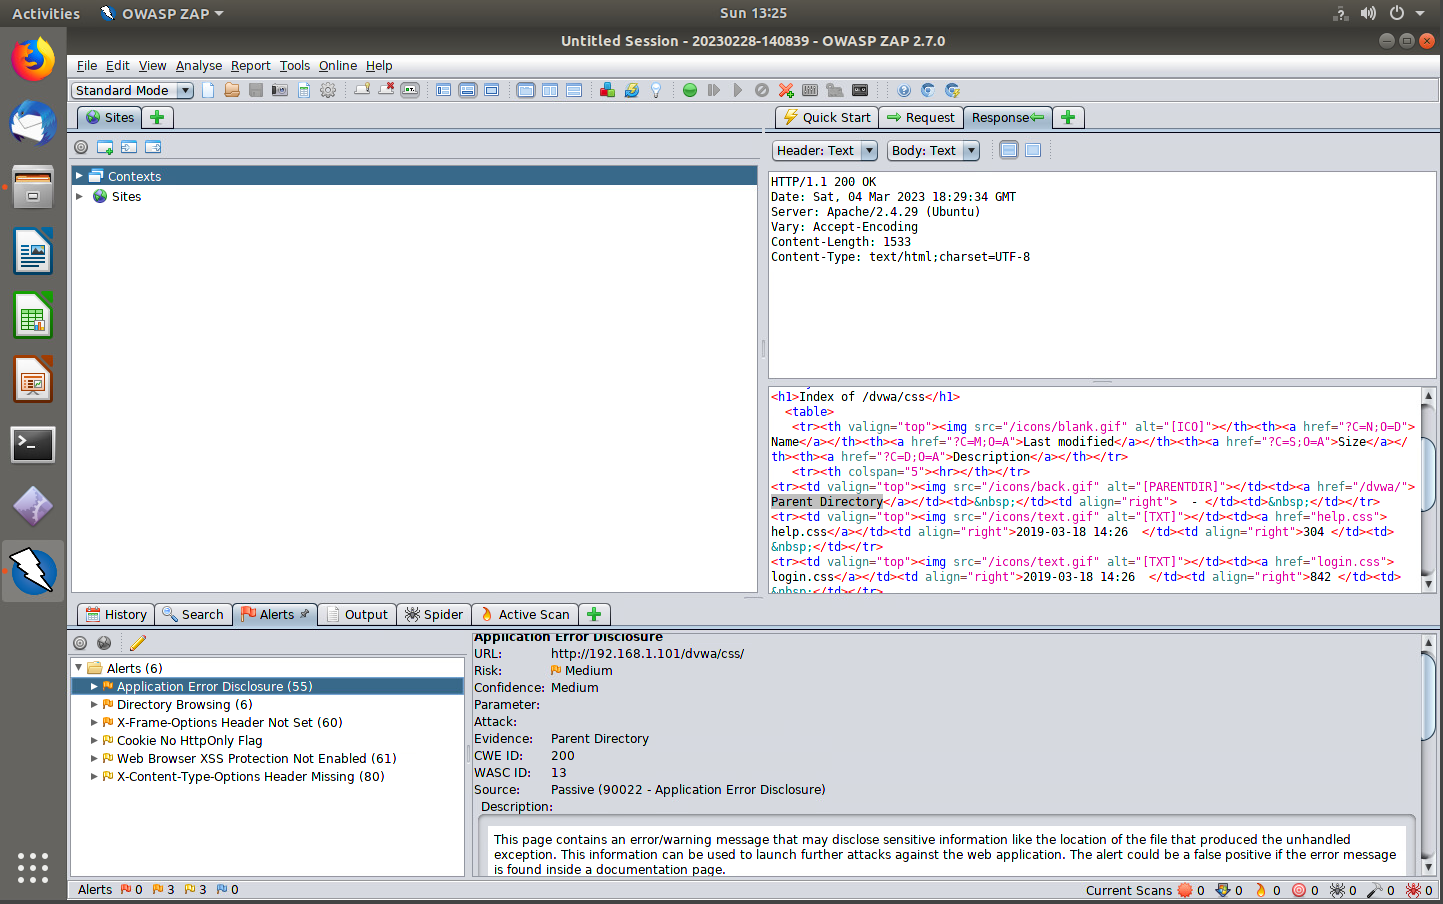 Activities OWASP ZAP Sun 13:25
Untitled Session - 20230228-140839 - OWASP ZAP 2.7.0
File Edit View Analyse Report Tools Online Help
Standard Mode
Sites
Quick Start Request Response
Header: Text Body: Text
Contexts
Sites
HTTP/1.1 200 OK
Date: Sat, 04 Mar 2023 18:29:34 GMT
Server: Apache/2.4.29 (Ubuntu)
Vary: Accept-Encoding
Content-Length: 1533
Content-Type: text/html;charset=UTF-8
<h1>Index of /dvwa/css</h1>
<table>
<tr><th valign="top"><img src="/icons/blank.gif" alt="[ICO]"></th><th><a href="?C=N;O=D">
Name</a></th><th><a href="?C=M;O=A">Last modified</a></th><th><a href="?C=S;O=A">Size</a></
th><th><a href="?C=D;O=A">Description</a></th></tr>
<tr><th colspan="5"><hr></th></tr>
<tr><td valign="top"><img src="/icons/back.gif" alt="[PARENTDIR]"></td><td><a href="/dvwa/">
Parent Directory</a></td><td>&nbsp;</td><td align="right">  - </td><td>&nbsp;</td></tr>
<tr><td valign="top"><img src="/icons/text.gif" alt="[TXT]"></td><td><a href="help.css">
help.css</a></td><td align="right">2019-03-18 14:26  </td><td align="right">304 </td><td>
&nbsp;</td></tr>
<tr><td valign="top"><img src="/icons/text.gif" alt="[TXT]"></td><td><a href="login.css">
login.css</a></td><td align="right">2019-03-18 14:26  </td><td align="right">842 </td><td>
&nbsp;</td></tr>
History Search Alerts Output Spider Active Scan
Alerts (6)
Application Error Disclosure (55)
Directory Browsing (6)
X-Frame-Options Header Not Set (60)
Cookie No HttpOnly Flag
Web Browser XSS Protection Not Enabled (61)
X-Content-Type-Options Header Missing (80)
Application Error Disclosure
URL: http://192.168.1.101/dvwa/css/
Risk: Medium
Confidence: Medium
Parameter:
Attack:
Evidence: Parent Directory
CWE ID: 200
WASC ID: 13
Source: Passive (90022 - Application Error Disclosure)
Description:
This page contains an error/warning message that may disclose sensitive information like the location of the file that produced the unhandled
exception. This information can be used to launch further attacks against the web application. The alert could be a false positive if the error message
is found inside a documentation page.
Alerts 0 3 3 0 Current Scans 0 0 0 0 0 0 0